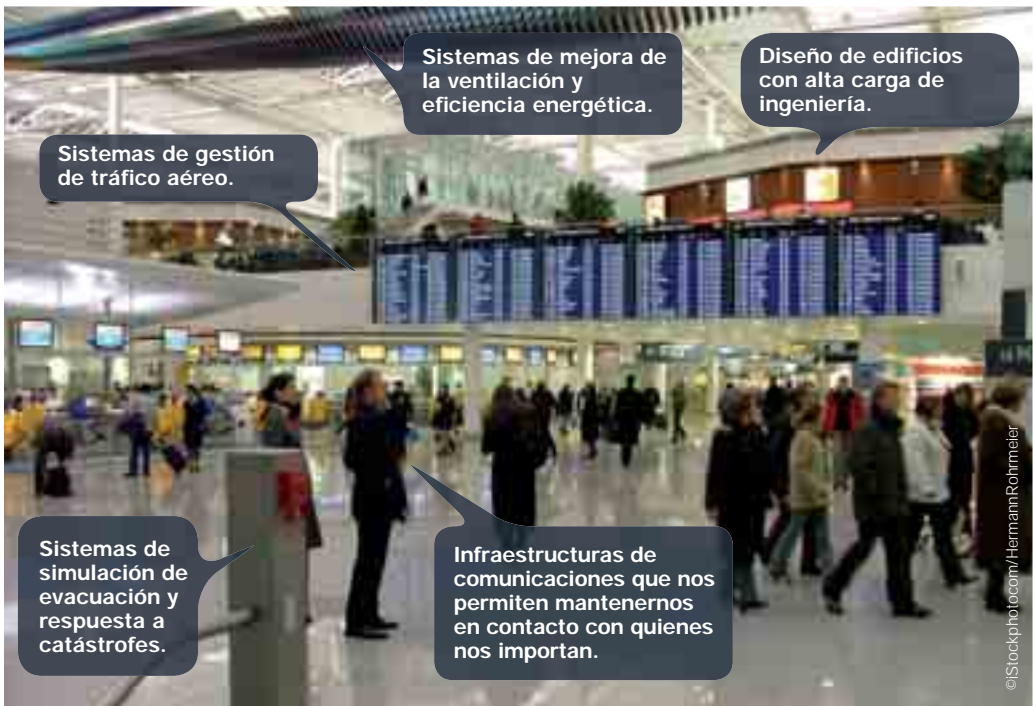 Sistemas de mejora de
la ventilación y
eficiencia energética.
Diseño de edificios
con alta carga de
ingeniería.
Sistemas de gestión
de tráfico aéreo.
Sistemas de
simulación de
evacuación y
respuesta a
catástrofes.
Infraestructuras de
comunicaciones que nos
permiten mantenernos
en contacto con quienes
nos importan.
©iStockphotocom/HermannRohrmeier